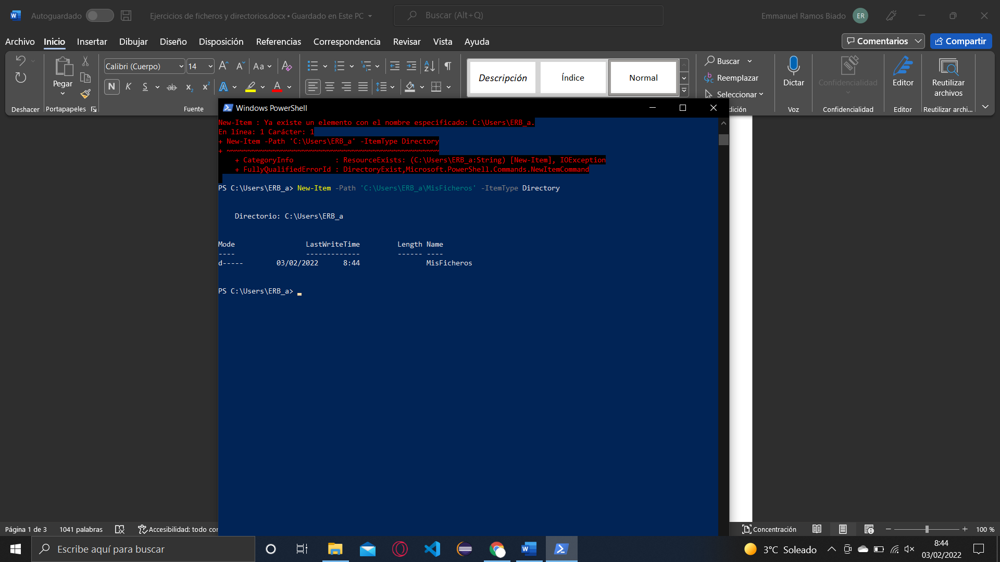 Autoguardado
Ejercicios de ficheros y directorios.docx • Guardado en Este PC
Buscar (Alt+Q)
Emmanuel Ramos Biado
ER
Archivo Inicio Insertar Dibujar Diseño Disposición Referencias Correspondencia Revisar Vista Ayuda
Comentarios
Compartir
Pegar
Calibri (Cuerpo)
14
Aa
N K S ab x₂ x²
Descripción
Índice
Normal
Buscar
Reemplazar
Seleccionar
Dictar
Confidencialidad
Editor
Reutilizar
archivos
Deshacer
Portapapeles
Fuente
dición
Voz
Confidencialidad
Editor
Reutilizar archi...
Windows PowerShell
New-Item : Ya existe un elemento con el nombre especificado: C:\Users\ERB_a.
En línea: 1 Carácter: 1
+ New-Item -Path 'C:\Users\ERB_a' -ItemType Directory
+ ~~~~~~~~~~~~~~~~~~~~~~~~~~~~~~~~~~~~~~~~~~~~~~~~~~~
    + CategoryInfo          : ResourceExists: (C:\Users\ERB_a:String) [New-Item], IOException
    + FullyQualifiedErrorId : DirectoryExist,Microsoft.PowerShell.Commands.NewItemCommand
PS C:\Users\ERB_a> New-Item -Path 'C:\Users\ERB_a\MisFicheros' -ItemType Directory
    Directorio: C:\Users\ERB_a
Mode                 LastWriteTime         Length Name
----                 -------------         ------ ----
d-----        03/02/2022      8:44                MisFicheros
PS C:\Users\ERB_a>
Página 1 de 3
1041 palabras
Accesibilidad: todo cor
Concentración
100 %
Escribe aquí para buscar
3°C Soleado
8:44
03/02/2022